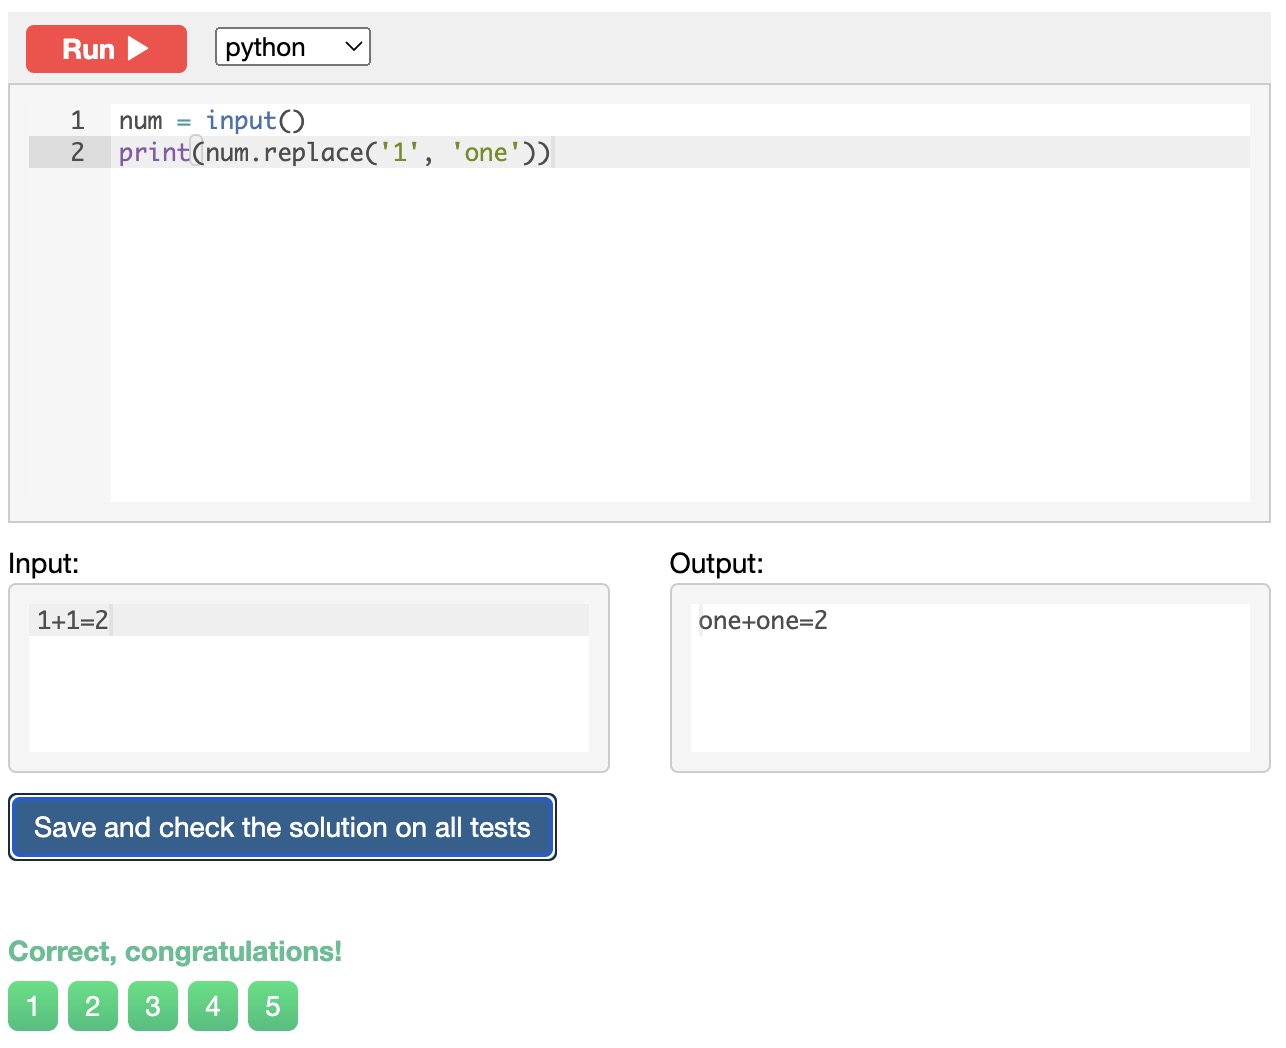 Run
python
1 num = input()
2 print(num.replace('1', 'one'))
Input:
Output:
1+1=2
one+one=2
Save and check the solution on all tests
Correct, congratulations!
1 2 3 4 5